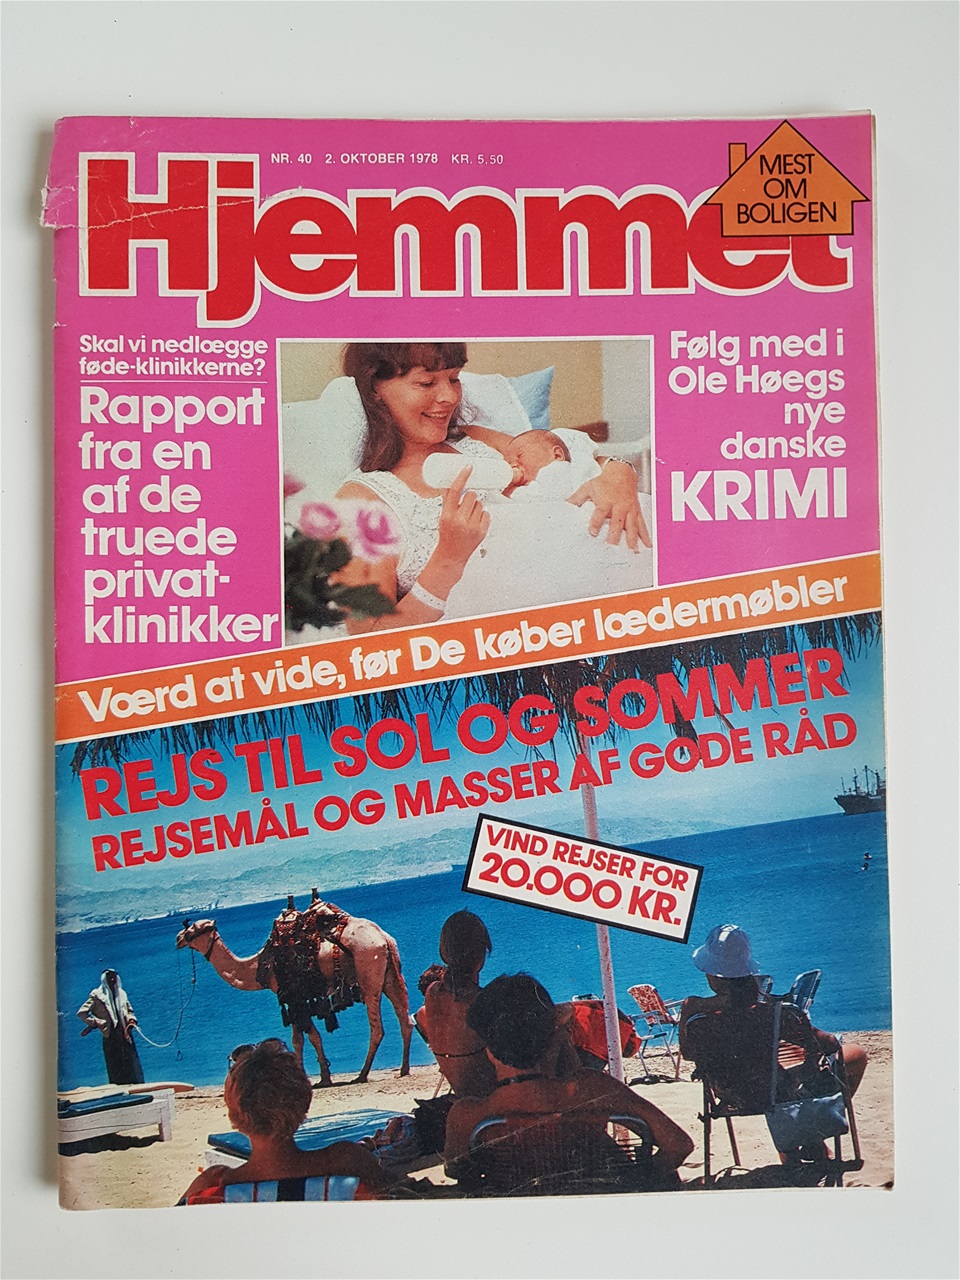 NR. 40 2. OKTOBER 1978 KR. 5,50
Hjemmet
MEST
OM
BOLIGEN
Skal vi nedlægge
føde-klinikkerne?
Rapport
fra en
af de
truede
privat-
klinikker
Følg med i
Ole Høegs
nye
danske
KRIMI
Værd at vide, før De køber lædermøbler
REJS TIL SOL OG SOMMER
REJSEMÅL OG MASSER AF GODE RÅD
VIND REJSER FOR
20.000 KR.